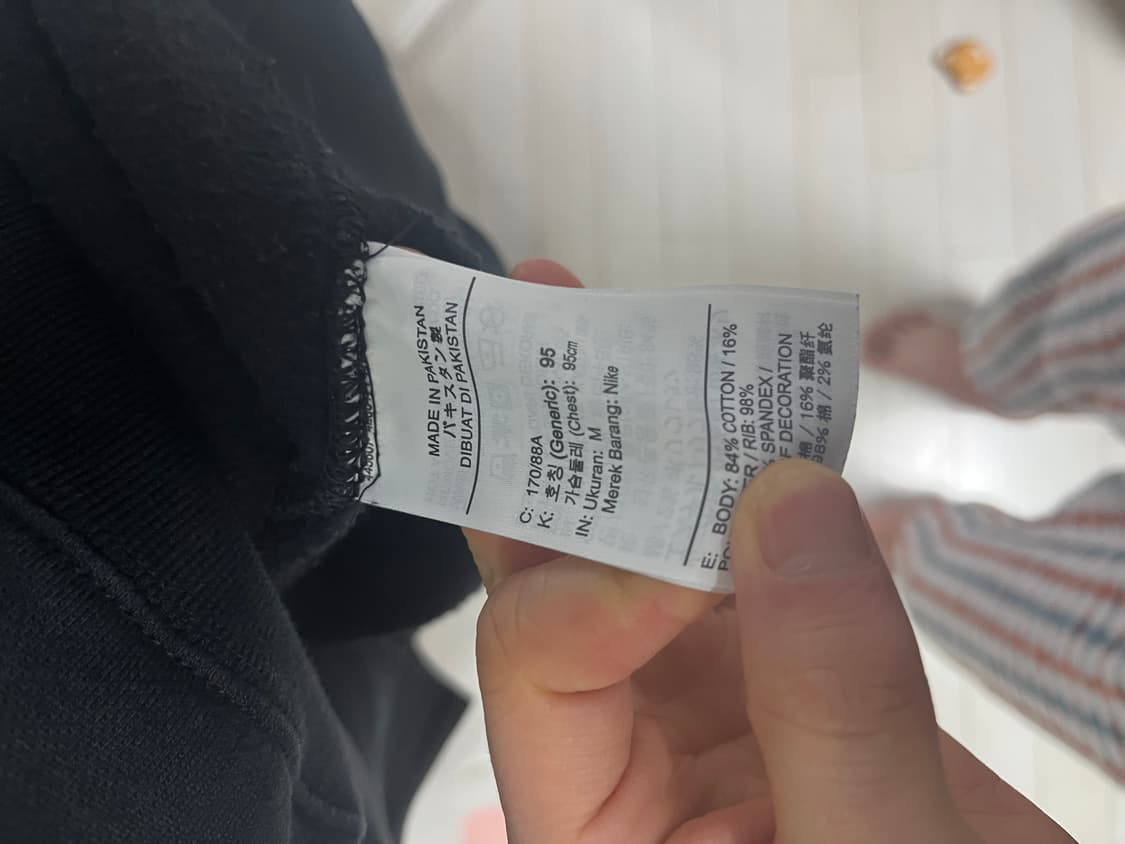 MADE IN PAKISTAN
パキスタン製
DIBUAT DI PAKISTAN
C: 170/88A
K: 호칭 (Generic): 95
가슴둘레 (Chest): 95cm
IN: Ukuran: M
Merek Barang: Nike
E: BODY: 84% COTTON / 16%
/ RIB: 98%
% SPANDEX /
DECORATION
棉 / 16% 聚酯纤
98% 棉 / 2% 氨纶